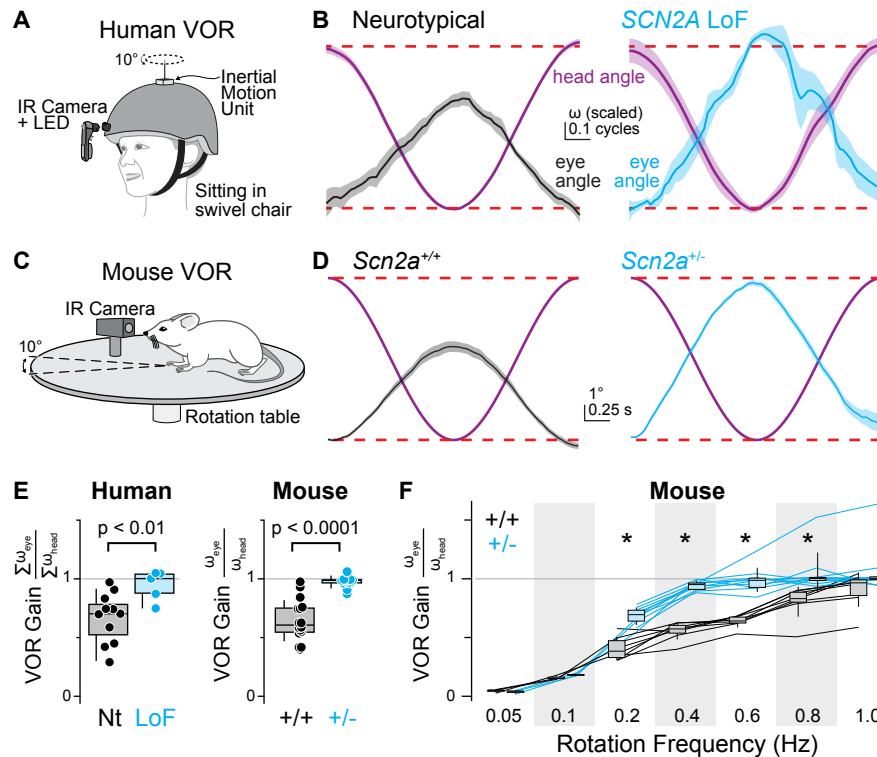 A
Human VOR
10°
Inertial
Motion
Unit
IR Camera
+ LED
Sitting in
swivel chair
B
Neurotypical
SCN2A LoF
head angle
ω (scaled)
0.1 cycles
eye
angle
eye
angle
C
Mouse VOR
IR Camera
10°
Rotation table
D
Scn2a+/+
Scn2a+/-
1°
0.25 s
E
Human
p < 0.01
VOR Gain Σωeye
Σωhead
1
0
Nt LoF
Mouse
p < 0.0001
VOR Gain ωeye
ωhead
1
0
+/+ +/-
F
Mouse
+/+
+/-
* * * *
VOR Gain ωeye
ωhead
1
0
0.05 0.1 0.2 0.4 0.6 0.8 1.0
Rotation Frequency (Hz)